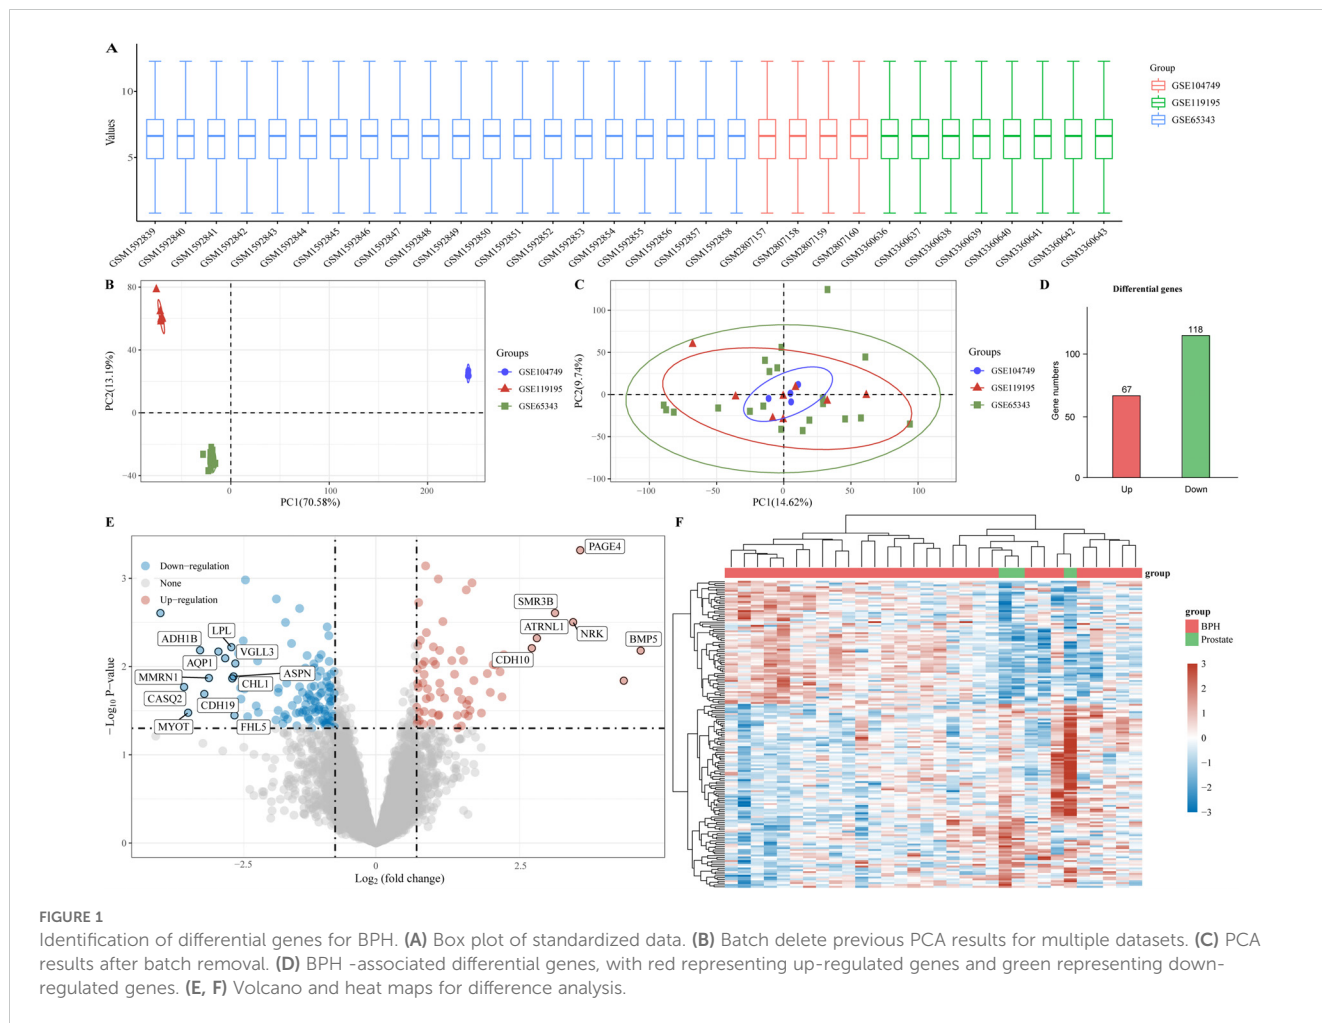 A
Values
10
5
GSM1592839
GSM1592840
GSM1592841
GSM1592842
GSM1592843
GSM1592844
GSM1592845
GSM1592846
GSM1592847
GSM1592848
GSM1592849
GSM1592850
GSM1592851
GSM1592852
GSM1592853
GSM1592854
GSM1592855
GSM1592856
GSM1592857
GSM1592858
GSM2807157
GSM2807158
GSM2807159
GSM2807160
GSM3360636
GSM3360637
GSM3360638
GSM3360639
GSM3360640
GSM3360641
GSM3360642
GSM3360643
Group
GSE104749
GSE119195
GSE65343
B
PC2(13.19%)
80
40
0
−40
0
100
200
PC1(70.58%)
Groups
GSE104749
GSE119195
GSE65343
C
PC2(9.74%)
100
50
0
−50
−100
−100
−50
0
50
100
PC1(14.62%)
Groups
GSE104749
GSE119195
GSE65343
D
Differential genes
Gene numbers
100
50
0
67
118
Up
Down
E
−Log10 P−value
3
2
1
0
Down−regulation
None
Up−regulation
PAGE4
SMR3B
ATRNL1
NRK
BMP5
CDH10
LPL
ADH1B
VGLL3
AQP1
ASPN
MMRN1
CHL1
CASQ2
CDH19
MYOT
FHL5
−2.5
0
2.5
Log2 (fold change)
F
group
group
BPH
Prostate
3
2
1
0
−1
−2
−3
FIGURE 1
Identification of differential genes for BPH. (A) Box plot of standardized data. (B) Batch delete previous PCA results for multiple datasets. (C) PCA
results after batch removal. (D) BPH -associated differential genes, with red representing up-regulated genes and green representing down-
regulated genes. (E, F) Volcano and heat maps for difference analysis.